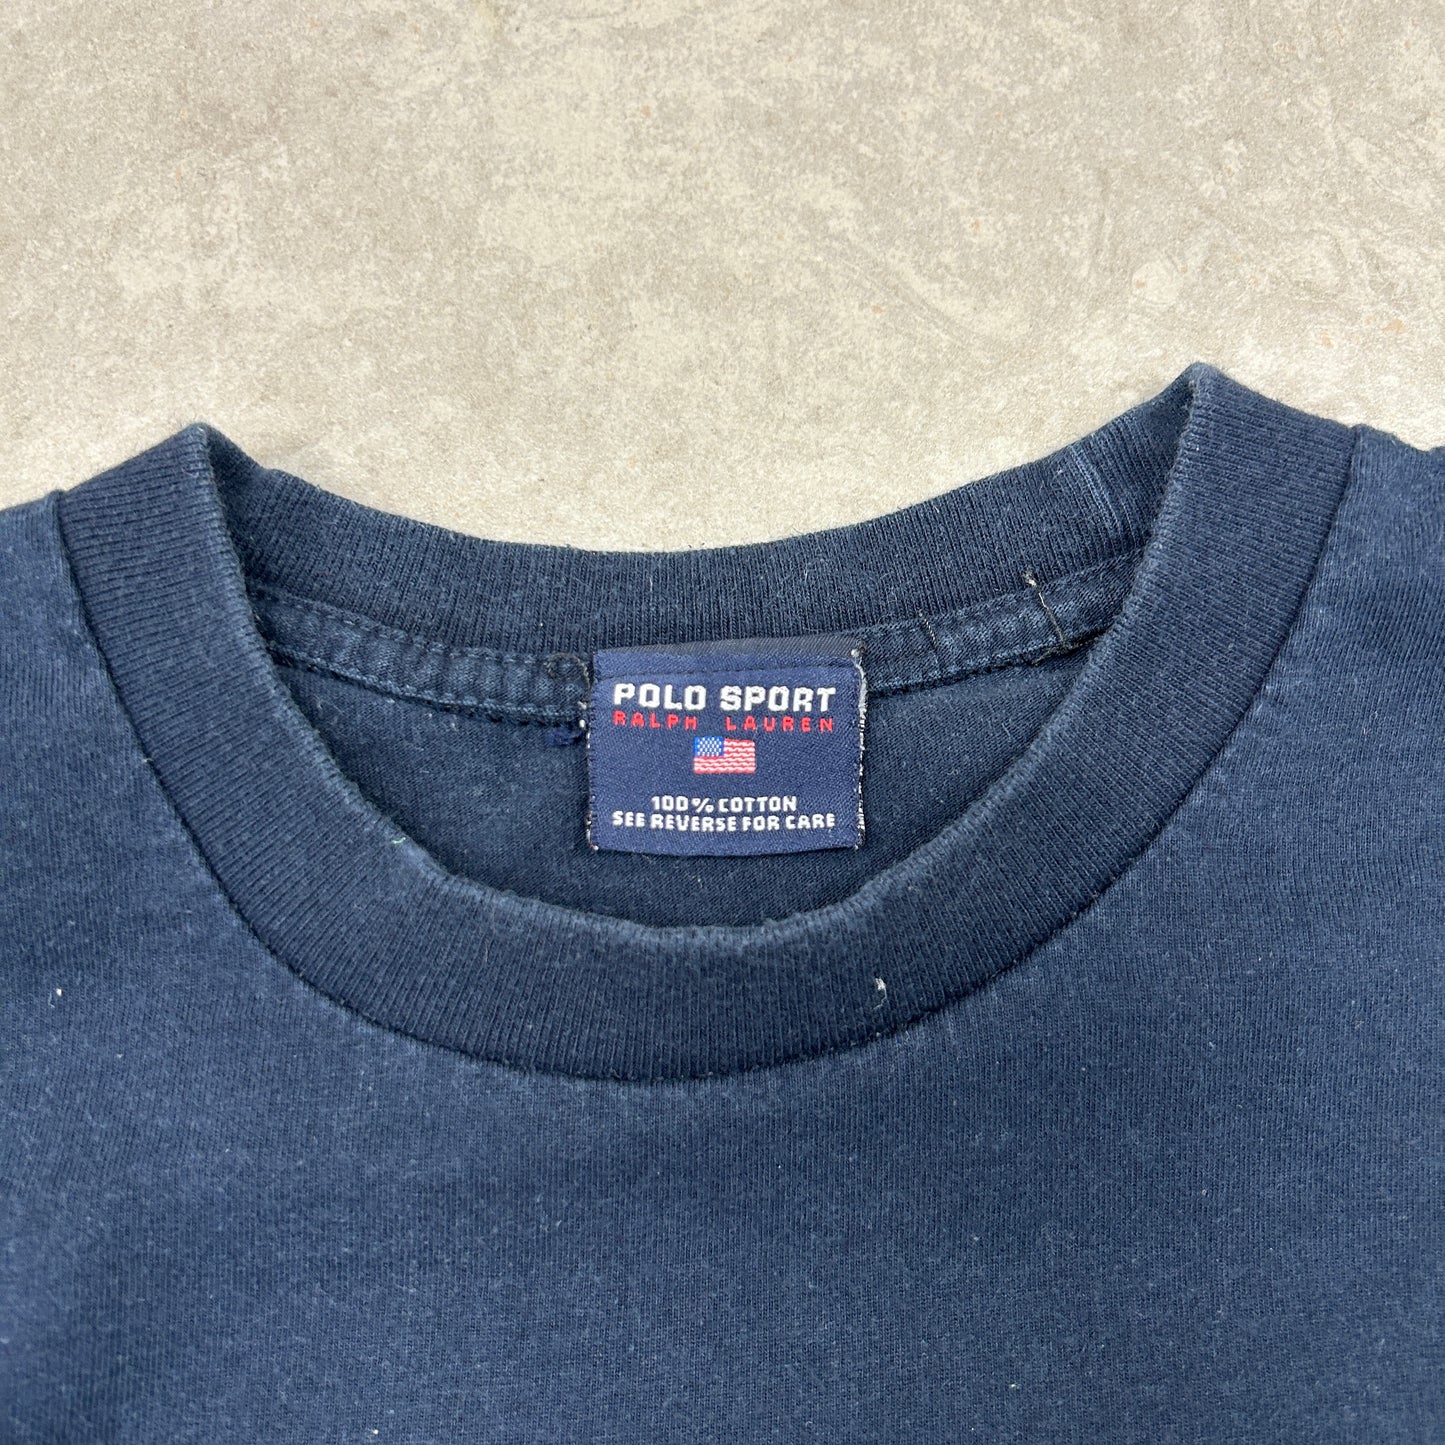 POLO SPORT
RALPH LAUREN
100% COTTON
SEE REVERSE FOR CARE